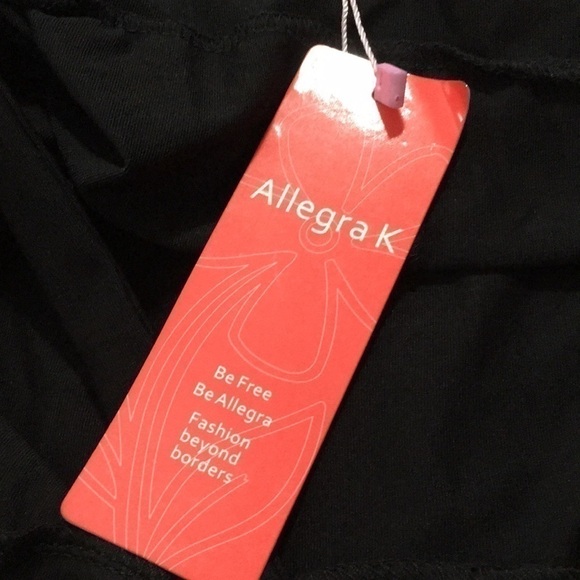 Allegra K
Be Free
Be Allegra
Fashion
beyond
borders